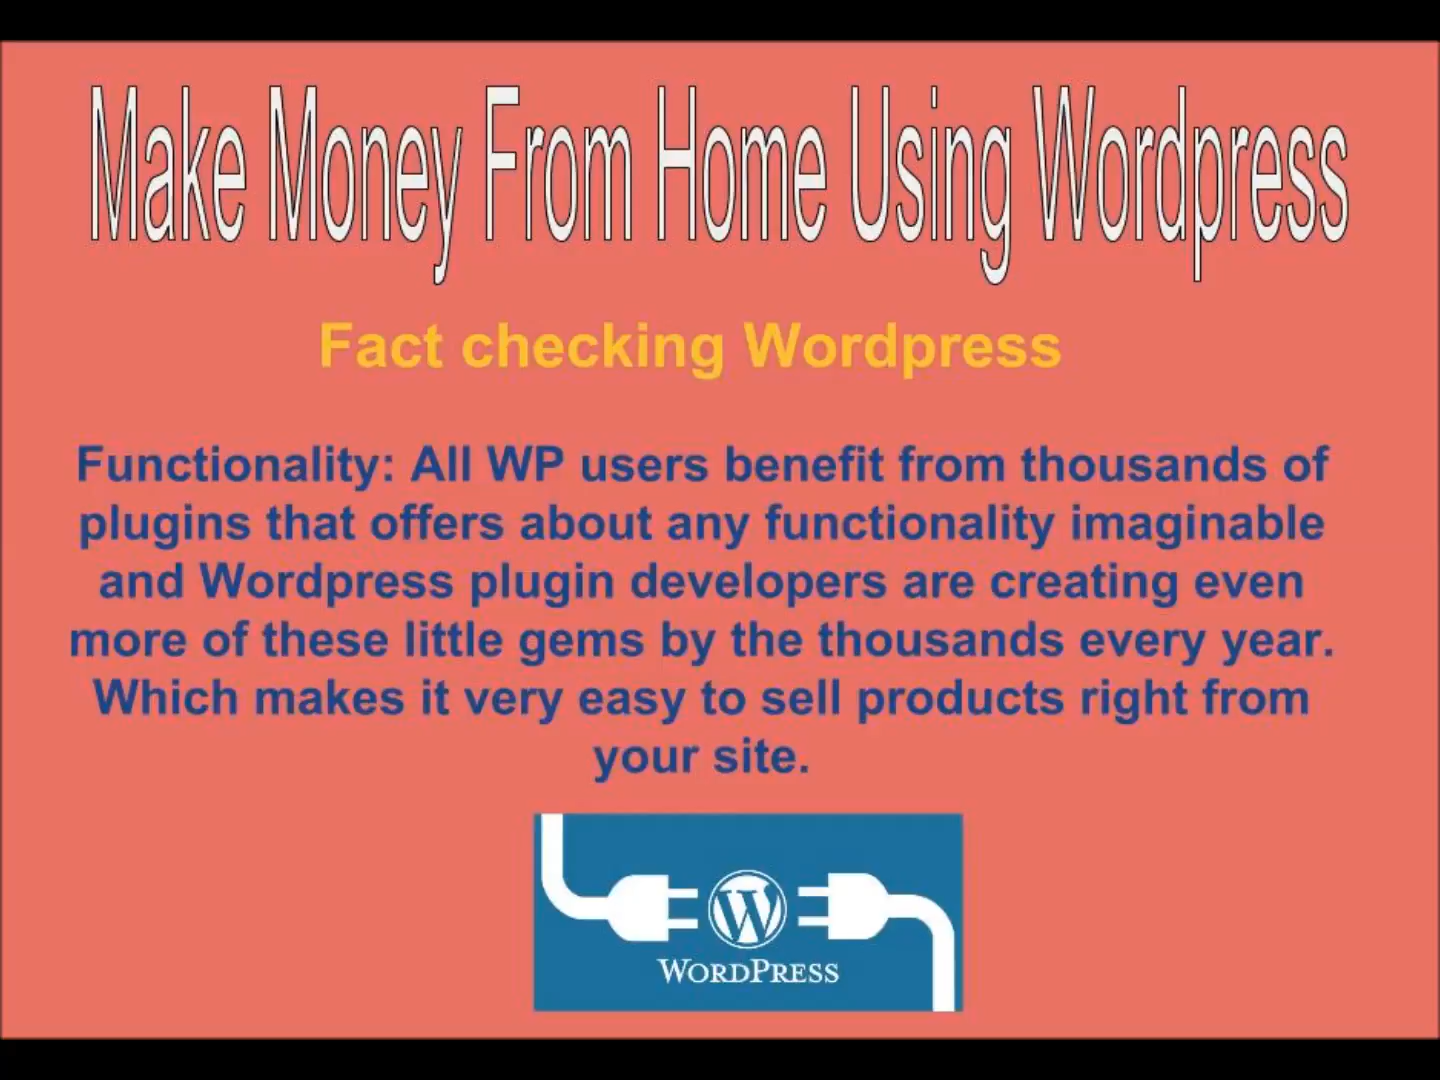 Make Money From Home Using Wordpress
Fact checking Wordpress
Functionality: All WP users benefit from thousands of
plugins that offers about any functionality imaginable
and Wordpress plugin developers are creating even
more of these little gems by the thousands every year.
Which makes it very easy to sell products right from
your site.
W
WORDPRESS